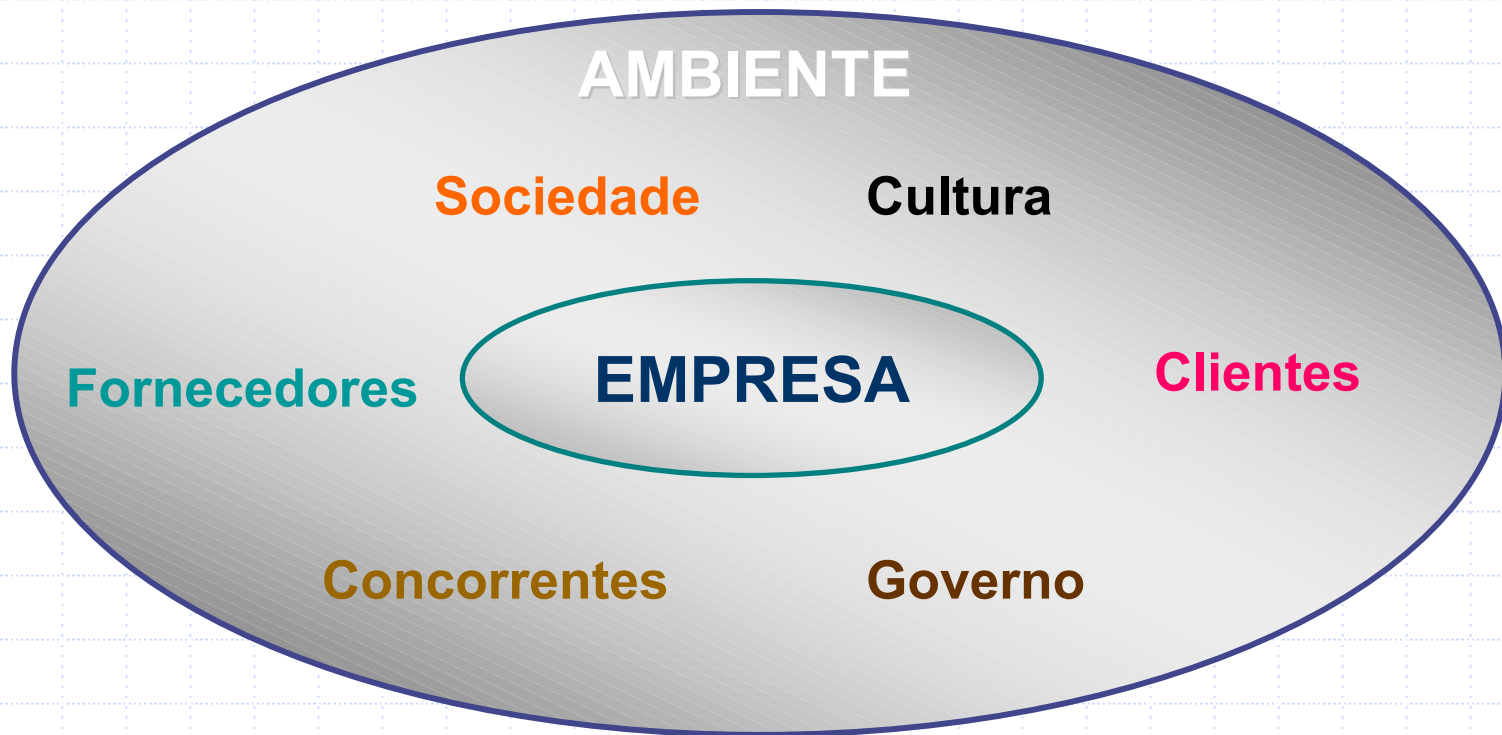 AMBIENTE
Sociedade
Cultura
Fornecedores
EMPRESA
Clientes
Concorrentes
Governo